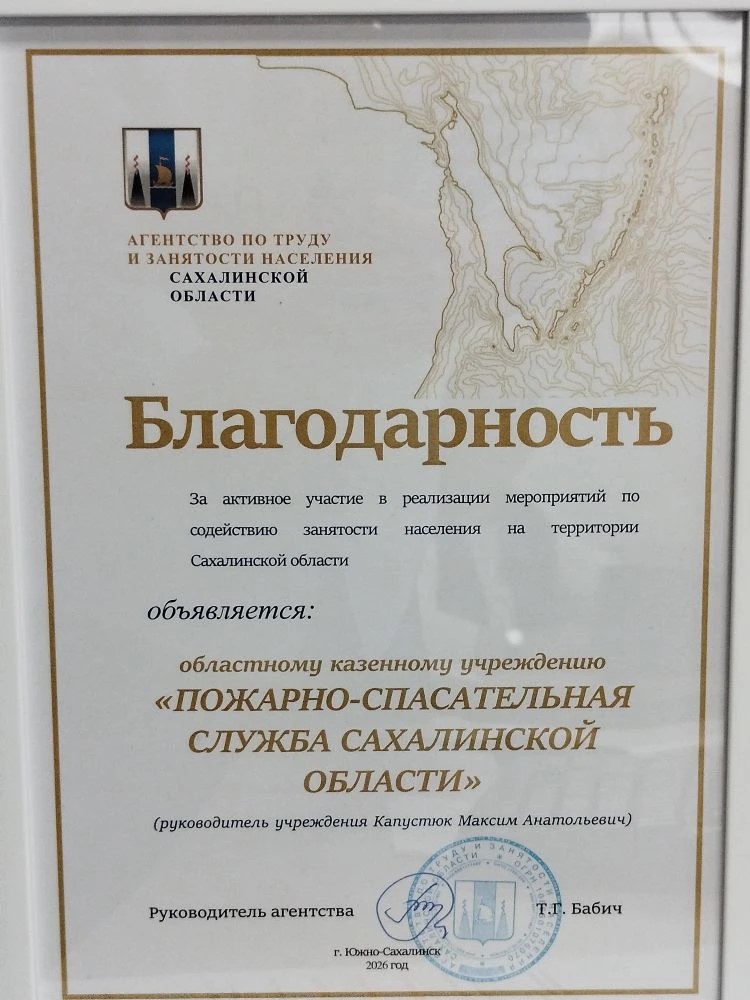 АГЕНТСТВО ПО ТРУДУ
И ЗАНЯТОСТИ НАСЕЛЕНИЯ
САХАЛИНСКОЙ
ОБЛАСТИ
Благодарность
За активное участие в реализации мероприятий по
содействию занятости населения на территории
Сахалинской области
объявляется:
областному казенному учреждению
«ПОЖАРНО-СПАСАТЕЛЬНАЯ
СЛУЖБА САХАЛИНСКОЙ
ОБЛАСТИ»
(руководитель учреждения Капустюк Максим Анатольевич)
Руководитель агентства
Т.Г. Бабич
г. Южно-Сахалинск
2026 год